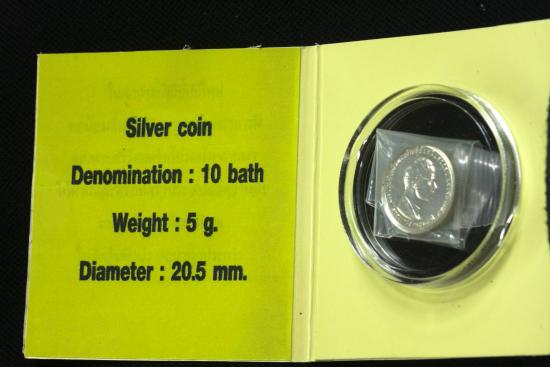 Silver coin
Denomination : 10 bath
Weight : 5 g.
Diameter : 20.5 mm.